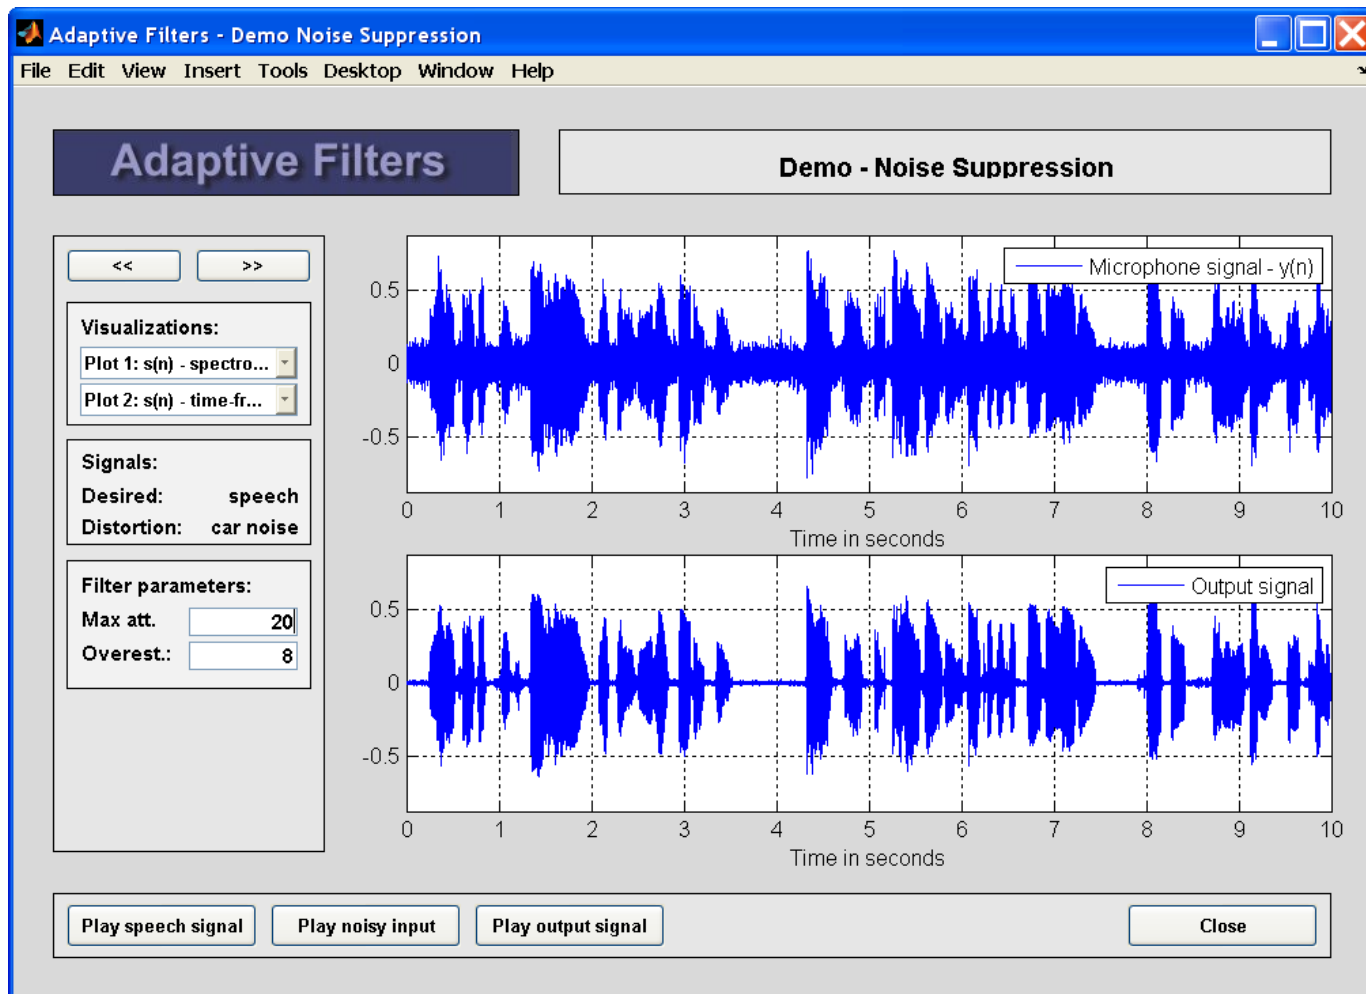 Adaptive Filters - Demo Noise Suppression
File Edit View Insert Tools Desktop Window Help
Adaptive Filters
Demo - Noise Suppression
<< >>
Visualizations:
Plot 1: s(n) - spectro...
Plot 2: s(n) - time-fr...
Signals:
Desired: speech
Distortion: car noise
Filter parameters:
Max att. 20
Overest.: 8
Microphone signal - y(n)
0.5
0
-0.5
0 1 2 3 4 5 6 7 8 9 10
Time in seconds
Output signal
0.5
0
-0.5
0 1 2 3 4 5 6 7 8 9 10
Time in seconds
Play speech signal Play noisy input Play output signal Close